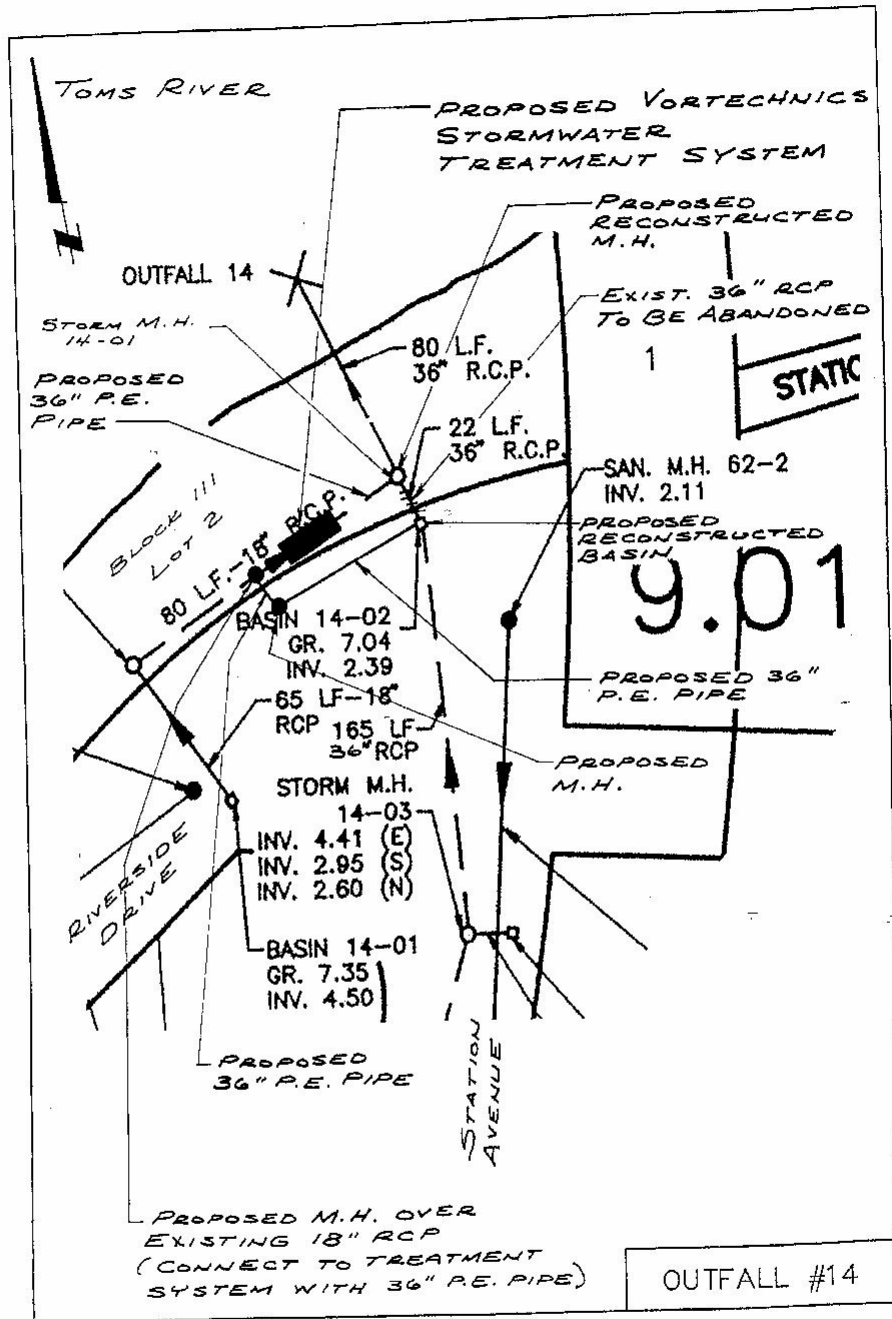 TOMS RIVER
PROPOSED VORTECHNICS
STORMWATER
TREATMENT SYSTEM
PROPOSED
RECONSTRUCTED
M.H.
OUTFALL 14
EXIST. 36" RCP
TO BE ABANDONED
STORM M.H.
14-01
80 L.F.
36" R.C.P.
1
STATIC
PROPOSED
36" P.E.
PIPE
22 L.F.
36" R.C.P.
SAN. M.H. 62-2
INV. 2.11
BLOCK 111
LOT 2
80 L.F.-18" R.C.P.
PROPOSED
RECONSTRUCTED
BASIN
9.01
BASIN 14-02
GR. 7.04
INV. 2.39
PROPOSED 36"
P.E. PIPE
65 LF-18"
RCP
165 LF
36" RCP
PROPOSED
M.H.
STORM M.H.
14-03
INV. 4.41 (E)
INV. 2.95 (S)
INV. 2.60 (N)
RIVERSIDE
DRIVE
BASIN 14-01
GR. 7.35
INV. 4.50
PROPOSED
36" P.E. PIPE
STATION
AVENUE
PROPOSED M.H. OVER
EXISTING 18" RCP
(CONNECT TO TREATMENT
SYSTEM WITH 36" P.E. PIPE)
OUTFALL #14